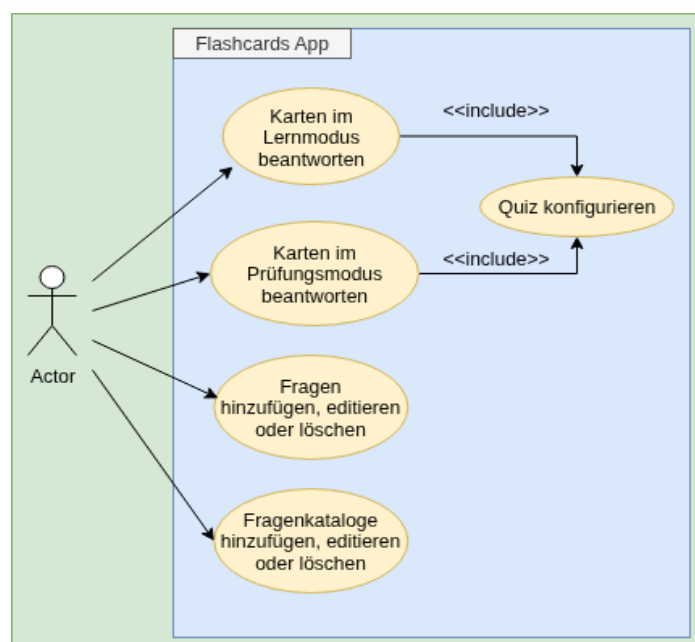 Flashcards App
Karten im
Lernmodus
beantworten
<<include>>
Quiz konfigurieren
Karten im
Prüfungsmodus
beantworten
<<include>>
Actor
Fragen
hinzufügen, editieren
oder löschen
Fragenkataloge
hinzufügen, editieren
oder löschen